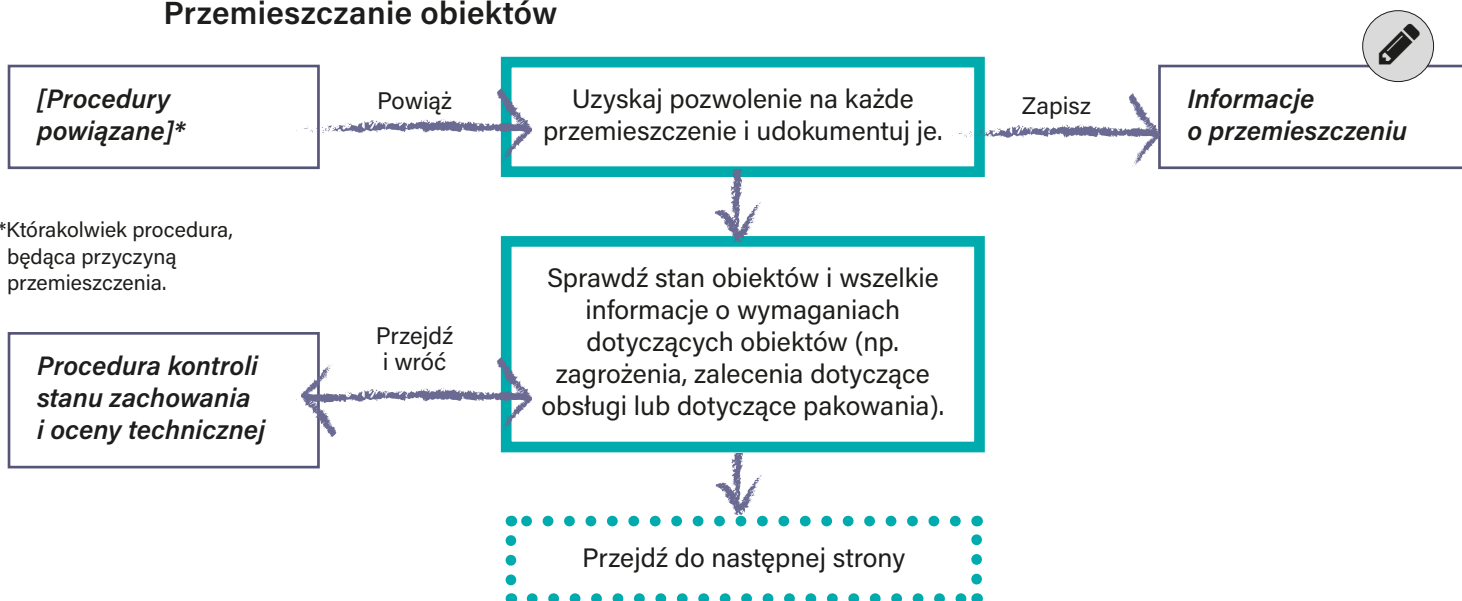 Przemieszczanie obiektów
[Procedury
powiązane]*
Powiąż
Uzyskaj pozwolenie na każde
przemieszczenie i udokumentuj je.
Zapisz
Informacje
o przemieszczeniu
*Którakolwiek procedura,
będąca przyczyną
przemieszczenia.
Procedura kontroli
stanu zachowania
i oceny technicznej
Przejdź
i wróć
Sprawdź stan obiektów i wszelkie
informacje o wymaganiach
dotyczących obiektów (np.
zagrożenia, zalecenia dotyczące
obsługi lub dotyczące pakowania).
Przejdź do następnej strony